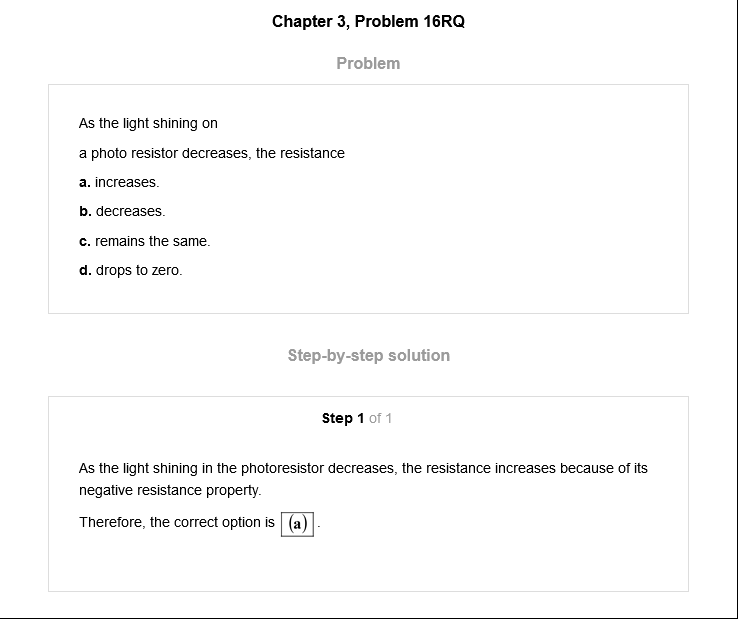 Chapter 3, Problem 16RQ
Problem
As the light shining on
a photo resistor decreases, the resistance
a. increases.
b. decreases.
c. remains the same.
d. drops to zero.
Step-by-step solution
Step 1 of 1
As the light shining in the photoresistor decreases, the resistance increases because of its
negative resistance property.
Therefore, the correct option is (a).